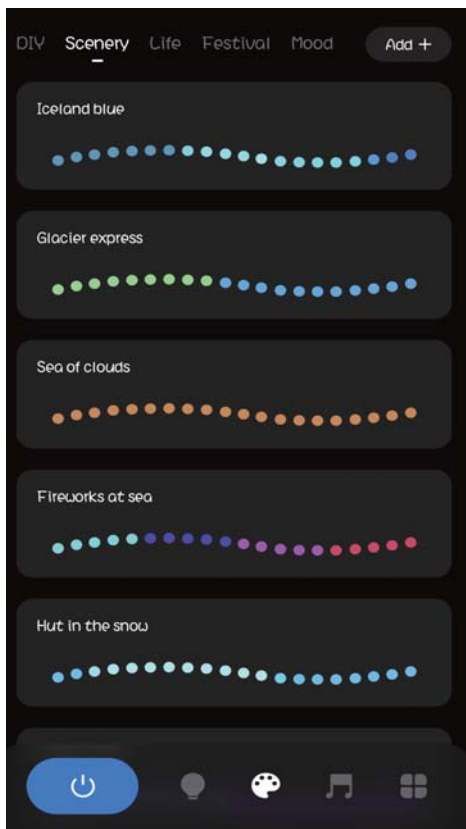 DIY Scenery Life Festival Mood Add +
Iceland blue
Glacier express
Sea of clouds
Fireworks at sea
Hut in the snow